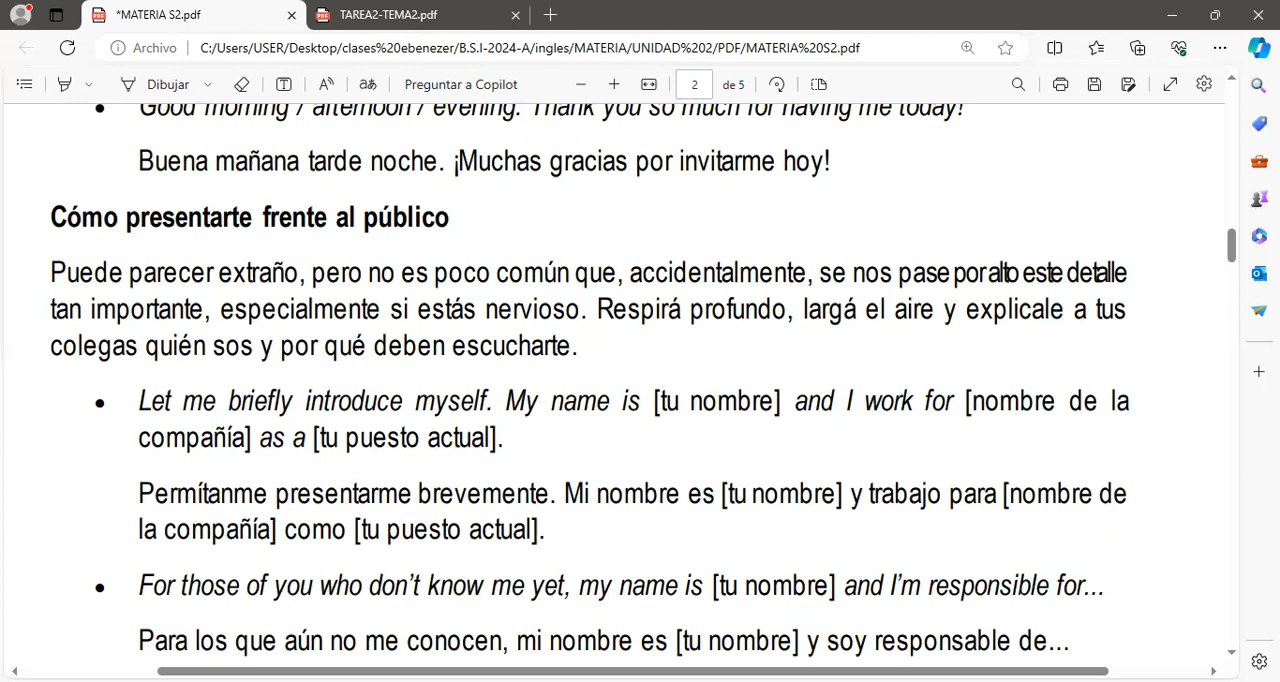 *MATERIA S2.pdf
TAREA2-TEMA2.pdf
Archivo
C:/Users/USER/Desktop/clases%20ebenezer/B.S.I-2024-A/ingles/MATERIA/UNIDAD%202/PDF/MATERIA%20S2.pdf
Dibujar
Preguntar a Copilot
2
de 5
Good morning / afternoon / evening. Thank you so much for having me today!
Buena mañana tarde noche. ¡Muchas gracias por invitarme hoy!
Cómo presentarte frente al público
Puede parecer extraño, pero no es poco común que, accidentalmente, se nos pase por alto este detalle
tan importante, especialmente si estás nervioso. Respirá profundo, largá el aire y explicale a tus
colegas quién sos y por qué deben escucharte.
• Let me briefly introduce myself. My name is [tu nombre] and I work for [nombre de la
compañía] as a [tu puesto actual].
Permítanme presentarme brevemente. Mi nombre es [tu nombre] y trabajo para [nombre de
la compañía] como [tu puesto actual].
• For those of you who don't know me yet, my name is [tu nombre] and I'm responsible for...
Para los que aún no me conocen, mi nombre es [tu nombre] y soy responsable de...